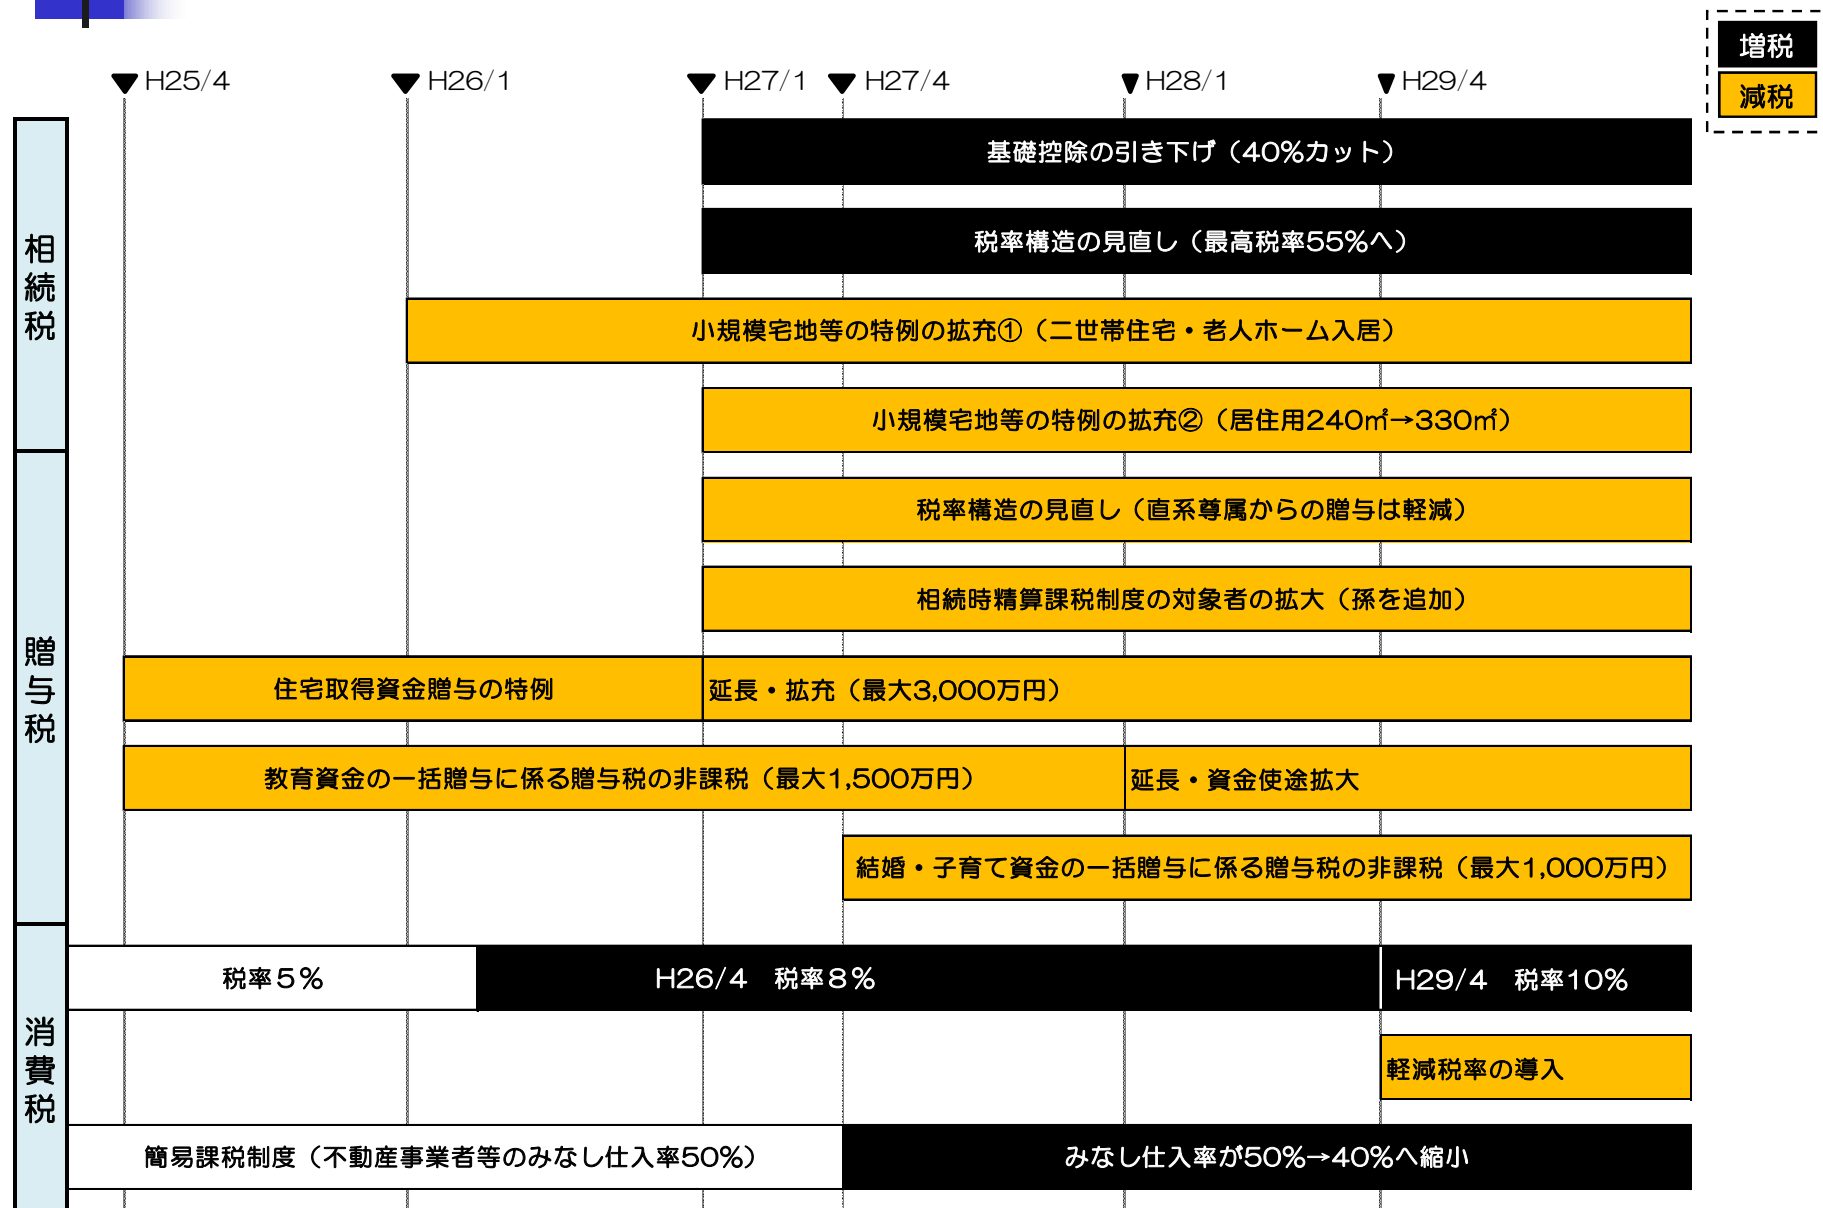 増税
減税
H25/4
H26/1
H27/1
H27/4
H28/1
H29/4
相続税
基礎控除の引き下げ（40％カット）
税率構造の見直し（最高税率55％へ）
小規模宅地等の特例の拡充①（二世帯住宅・老人ホーム入居）
小規模宅地等の特例の拡充②（居住用240㎡→330㎡）
贈与税
税率構造の見直し（直系尊属からの贈与は軽減）
相続時精算課税制度の対象者の拡大（孫を追加）
住宅取得資金贈与の特例
延長・拡充（最大3,000万円）
教育資金の一括贈与に係る贈与税の非課税（最大1,500万円）
延長・資金使途拡大
結婚・子育て資金の一括贈与に係る贈与税の非課税（最大1,000万円）
消費税
税率５％
H26/4　税率８％
H29/4　税率10％
軽減税率の導入
簡易課税制度（不動産事業者等のみなし仕入率50％）
みなし仕入率が50％→40％へ縮小